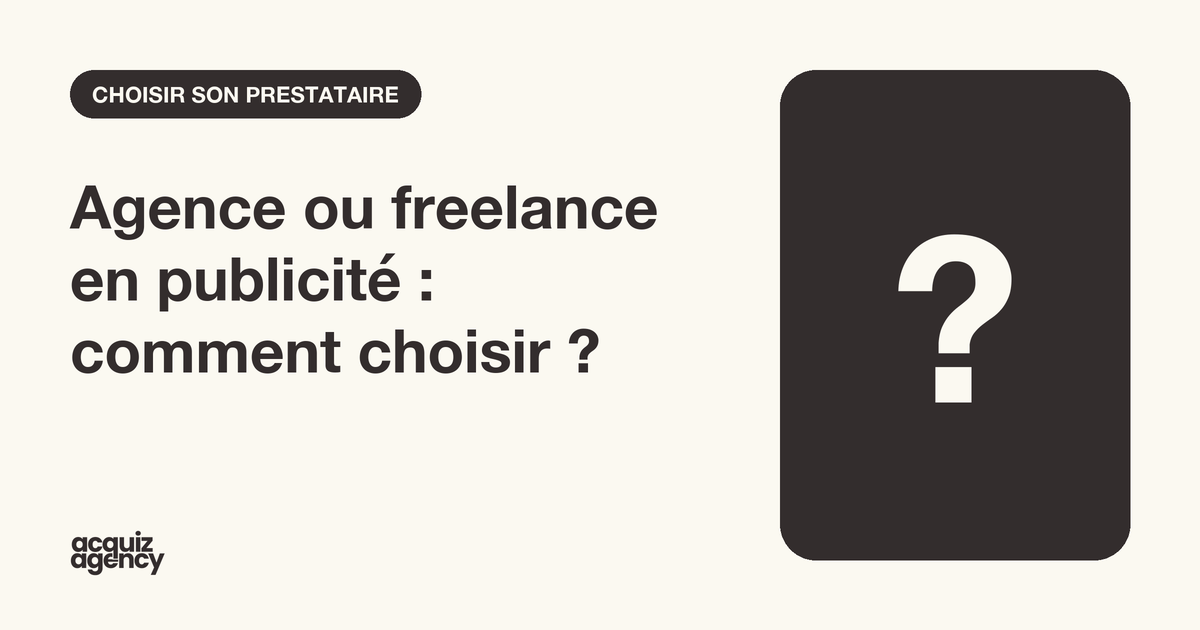 CHOISIR SON PRESTATAIRE
Agence ou freelance
en publicité :
comment choisir ?
?
acquiz
agency